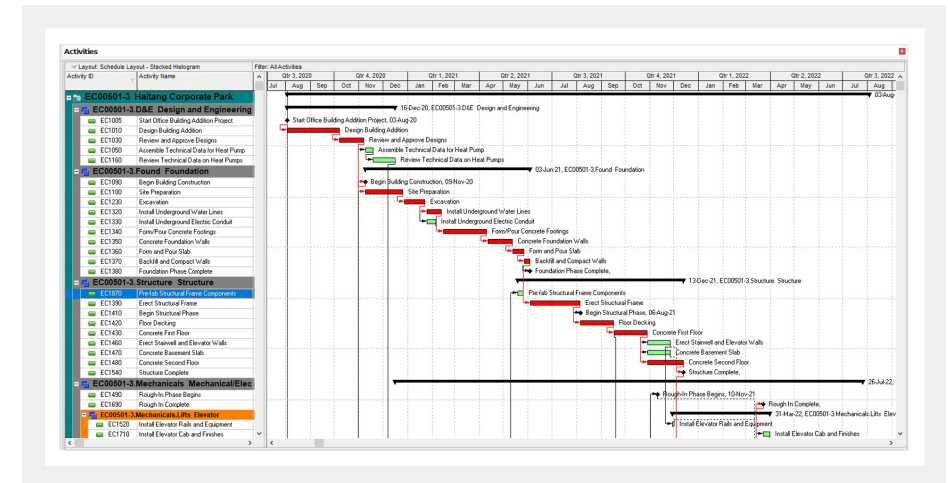 Activities
Layout: Schedule Layout - Stacked Histogram Filter: All Activities
Activity ID Activity Name Qtr 3, 2020 Qtr 4, 2020 Qtr 1, 2021 Qtr 2, 2021 Qtr 3, 2021 Qtr 4, 2021 Qtr 1, 2022 Qtr 2, 2022 Qtr 3, 2022
Jul Aug Sep Oct Nov Dec Jan Feb Mar Apr May Jun Jul Aug Sep Oct Nov Dec Jan Feb Mar Apr May Jun Jul Aug
EC00501-3 Haitang Corporate Park 03-Aug
EC00501-3.D&E Design and Engineering 16-Dec-20, EC00501-3.D&E Design and Engineering
EC1005 Start Office Building Addition Project Start Office Building Addition Project, 03-Aug-20
EC1010 Design Building Addition Design Building Addition
EC1030 Review and Approve Designs Review and Approve Designs
EC1050 Assemble Technical Data for Heat Pump Assemble Technical Data for Heat Pump
EC1160 Review Technical Data on Heat Pumps Review Technical Data on Heat Pumps
EC00501-3.Found Foundation 03-Jun-21, EC00501-3.Found Foundation
EC1090 Begin Building Construction Begin Building Construction, 09-Nov-20
EC1100 Site Preparation Site Preparation
EC1230 Excavation Excavation
EC1320 Install Underground Water Lines Install Underground Water Lines
EC1330 Install Underground Electric Conduit Install Underground Electric Conduit
EC1340 Form/Pour Concrete Footings Form/Pour Concrete Footings
EC1350 Concrete Foundation Walls Concrete Foundation Walls
EC1360 Form and Pour Slab Form and Pour Slab
EC1370 Backfill and Compact Walls Backfill and Compact Walls
EC1380 Foundation Phase Complete Foundation Phase Complete,
EC00501-3.Structure Structure 13-Dec-21, EC00501-3.Structure Structure
EC1870 Pre-fab Structural Frame Components Pre-fab Structural Frame Components
EC1390 Erect Structural Frame Erect Structural Frame
EC1410 Begin Structural Phase Begin Structural Phase, 06-Aug-21
EC1420 Floor Decking Floor Decking
EC1430 Concrete First Floor Concrete First Floor
EC1460 Erect Stairwell and Elevator Walls Erect Stairwell and Elevator Walls
EC1470 Concrete Basement Slab Concrete Basement Slab
EC1480 Concrete Second Floor Concrete Second Floor
EC1540 Structure Complete Structure Complete,
EC00501-3.Mechanicals Mechanical/Elec 26-Jul-22,
EC1490 Rough-In Phase Begins Rough-In Phase Begins, 10-Nov-21
EC1690 Rough-In Complete Rough-In Complete,
EC00501-3.Mechanicals.Lifts Elevator 31-Mar-22, EC00501-3.Mechanicals.Lifts Elev
EC1520 Install Elevator Rails and Equipment Install Elevator Rails and Equipment
EC1710 Install Elevator Cab and Finishes Install Elevator Cab and Finishes